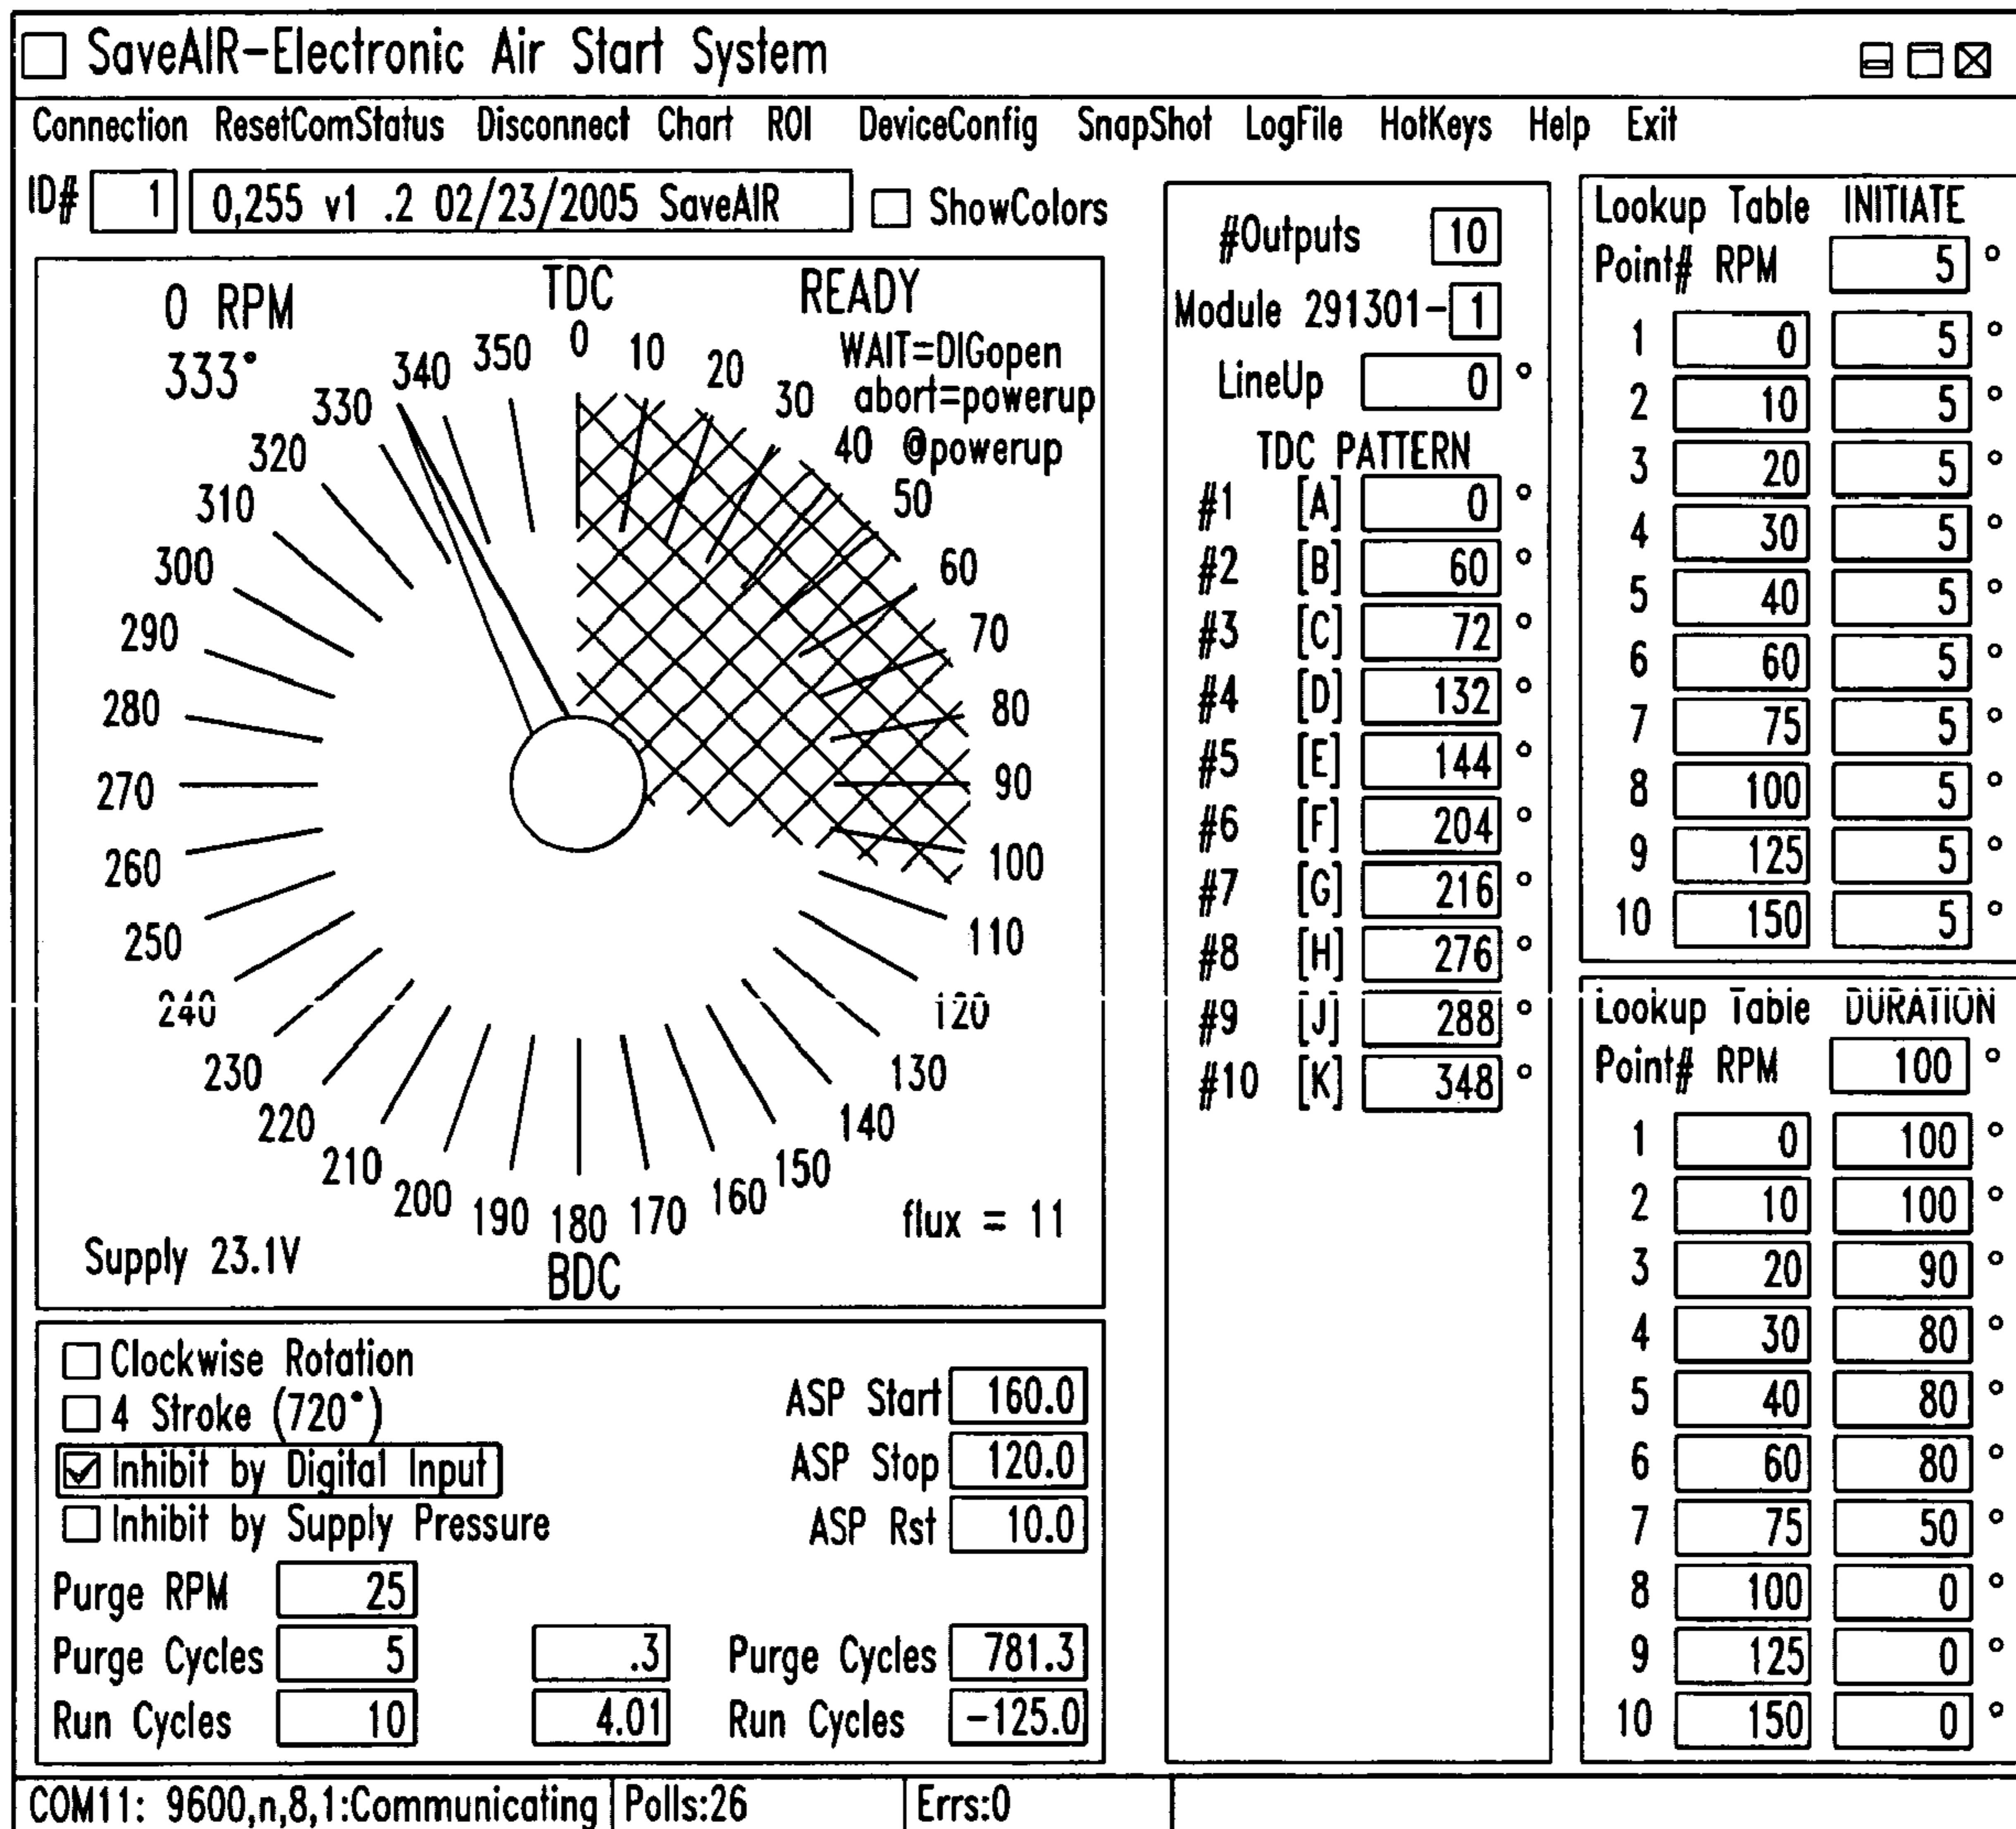 SaveAIR-Electronic Air Start System
Connection ResetComStatus Disconnect Chart ROI DeviceConfig SnapShot LogFile HotKeys Help Exit
ID# 1 0,255 v1 .2 02/23/2005 SaveAIR ShowColors
0 RPM
333°
TDC
READY
WAIT=DIGopen
abort=powerup
@powerup
0
10
20
30
40
50
60
70
80
90
100
110
120
130
140
150
160
170
180
190
200
210
220
230
240
250
260
270
280
290
300
310
320
330
340
350
BDC
Supply 23.1V
flux = 11
Clockwise Rotation
4 Stroke (720°)
Inhibit by Digital Input
Inhibit by Supply Pressure
ASP Start 160.0
ASP Stop 120.0
ASP Rst 10.0
Purge RPM 25
Purge Cycles 5 .3 Purge Cycles 781.3
Run Cycles 10 4.01 Run Cycles -125.0
#Outputs 10
Module 291301- 1
LineUp 0 °
TDC PATTERN
#1 [A] 0 °
#2 [B] 60 °
#3 [C] 72 °
#4 [D] 132 °
#5 [E] 144 °
#6 [F] 204 °
#7 [G] 216 °
#8 [H] 276 °
#9 [J] 288 °
#10 [K] 348 °
Lookup Table INITIATE
Point# RPM 5 °
1 0 5 °
2 10 5 °
3 20 5 °
4 30 5 °
5 40 5 °
6 60 5 °
7 75 5 °
8 100 5 °
9 125 5 °
10 150 5 °
Lookup Table DURATION
Point# RPM 100 °
1 0 100 °
2 10 100 °
3 20 90 °
4 30 80 °
5 40 80 °
6 60 80 °
7 75 50 °
8 100 0 °
9 125 0 °
10 150 0 °
COM11: 9600,n,8,1:Communicating Polls:26 Errs:0